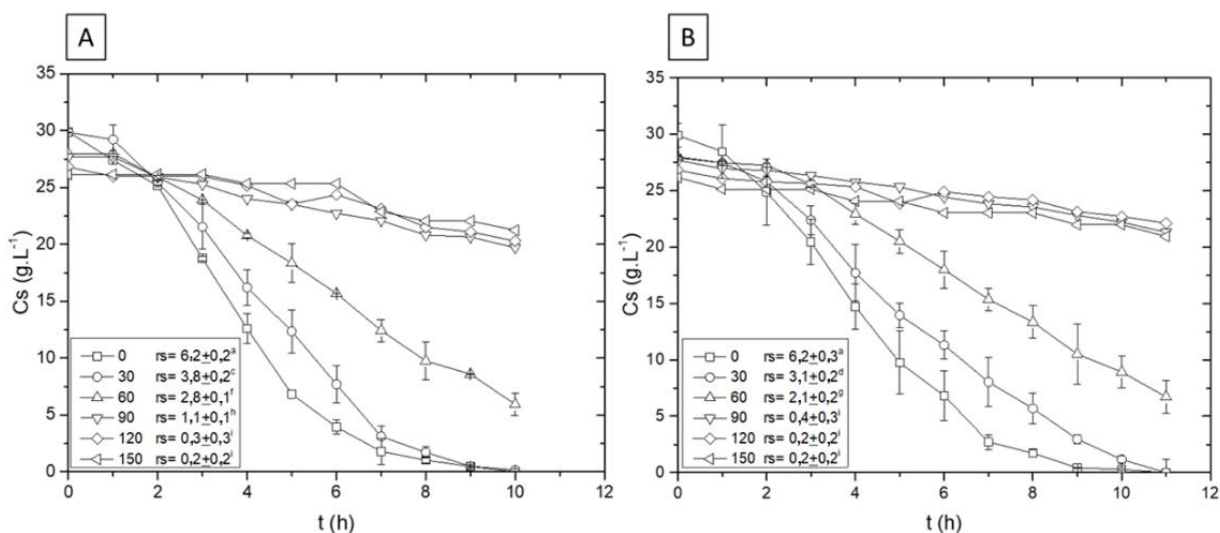 A
35
30
25
20
15
10
5
0
Cs (g.L⁻¹)
0 rs= 6,2±0,2ᵃ
30 rs= 3,8±0,2ᶜ
60 rs= 2,8±0,1ᶠ
90 rs= 1,1±0,1ʰ
120 rs= 0,3±0,3ⁱ
150 rs= 0,2±0,2ⁱ
0 2 4 6 8 10 12
t (h)
B
35
30
25
20
15
10
5
0
Cs (g.L⁻¹)
0 rs= 6,2±0,3ᵃ
30 rs= 3,1±0,2ᵈ
60 rs= 2,1±0,2ᵍ
90 rs= 0,4±0,3ⁱ
120 rs= 0,2±0,2ⁱ
150 rs= 0,2±0,2ⁱ
0 2 4 6 8 10 12
t (h)